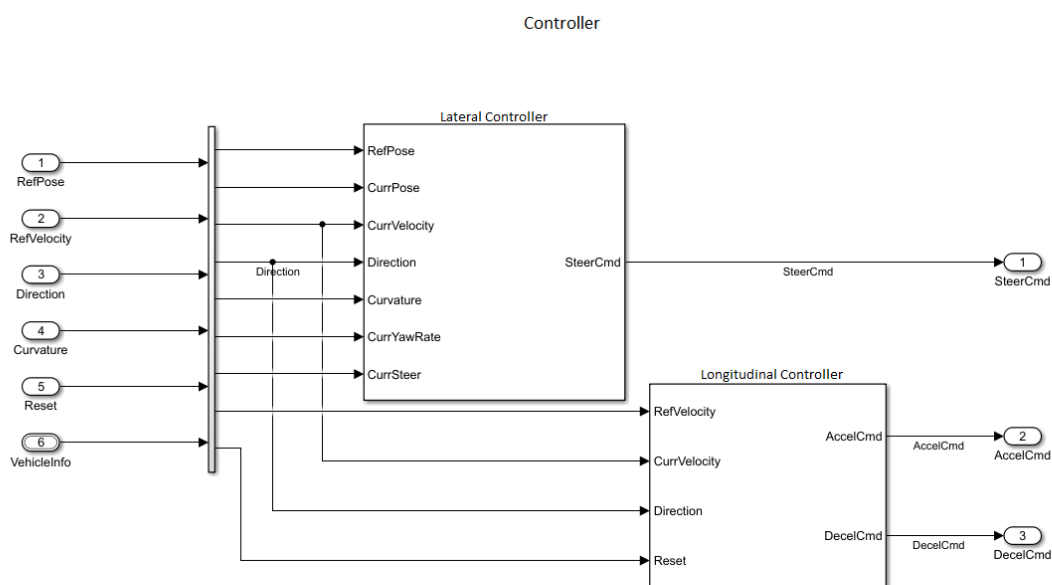 Controller
Lateral Controller
1
RefPose
2
RefVelocity
3
Direction
4
Curvature
5
Reset
6
VehicleInfo
RefPose
CurrPose
CurrVelocity
Direction
Direction
Curvature
CurrYawRate
CurrSteer
SteerCmd
SteerCmd
1
SteerCmd
Longitudinal Controller
RefVelocity
CurrVelocity
Direction
Reset
AccelCmd
AccelCmd
2
AccelCmd
DecelCmd
DecelCmd
3
DecelCmd